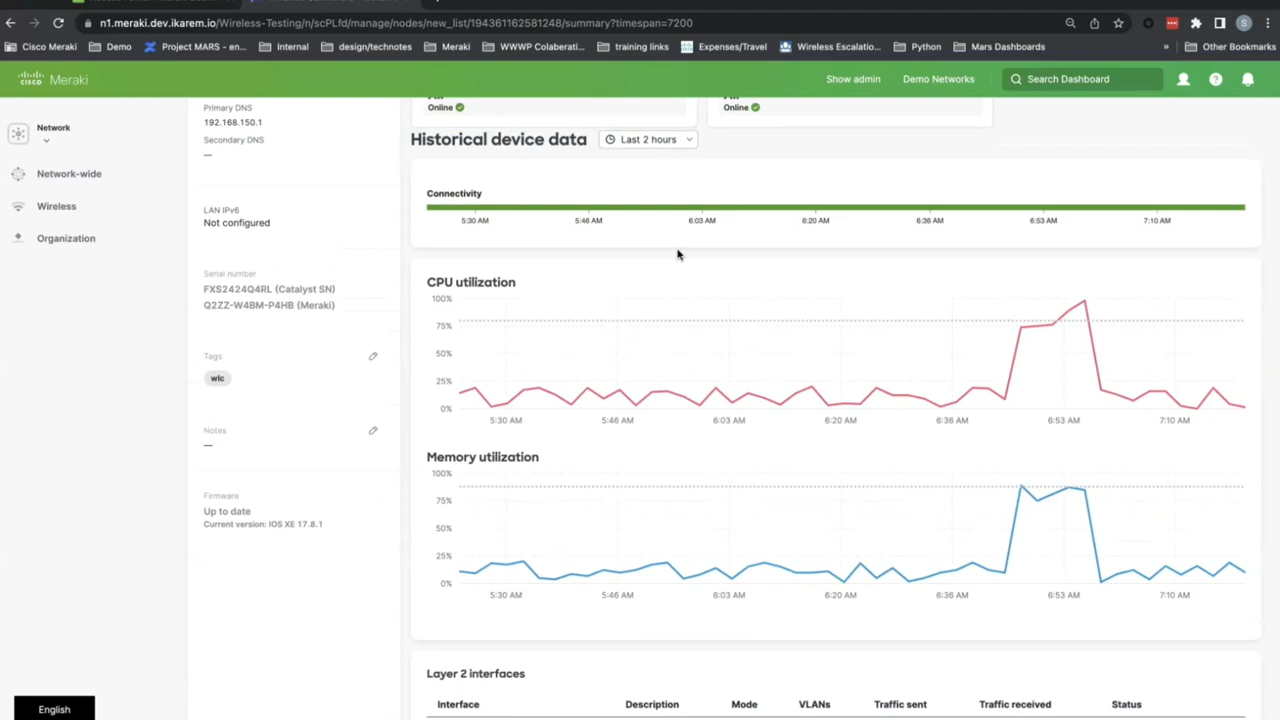 n1.meraki.dev.ikarem.io/Wireless-Testing/n/scPLfd/manage/nodes/new_list/194361162581248/summary?timespan=7200
S
Cisco Meraki
Demo
Project MARS - en...
Internal
design/technotes
Meraki
WWWP Colaberati...
training links
Expenses/Travel
Wireless Escalatio...
Python
Mars Dashboards
»
Other Bookmarks
cisco Meraki
Show admin
Demo Networks
Search Dashboard
Network
Network-wide
Wireless
Organization
Primary DNS
192.168.150.1
Secondary DNS
—
LAN IPv6
Not configured
Serial number
FXS2424Q4RL (Catalyst SN)
Q2ZZ-W4BM-P4HB (Meraki)
Tags
wlc
Notes
—
Firmware
Up to date
Current version: IOS XE 17.8.1
Online
Online
Historical device data
Last 2 hours
Connectivity
5:30 AM 5:46 AM 6:03 AM 6:20 AM 6:36 AM 6:53 AM 7:10 AM
CPU utilization
100%
75%
50%
25%
0%
5:30 AM 5:46 AM 6:03 AM 6:20 AM 6:36 AM 6:53 AM 7:10 AM
Memory utilization
100%
75%
50%
25%
0%
5:30 AM 5:46 AM 6:03 AM 6:20 AM 6:36 AM 6:53 AM 7:10 AM
Layer 2 interfaces
Interface Description Mode VLANs Traffic sent Traffic received Status
English